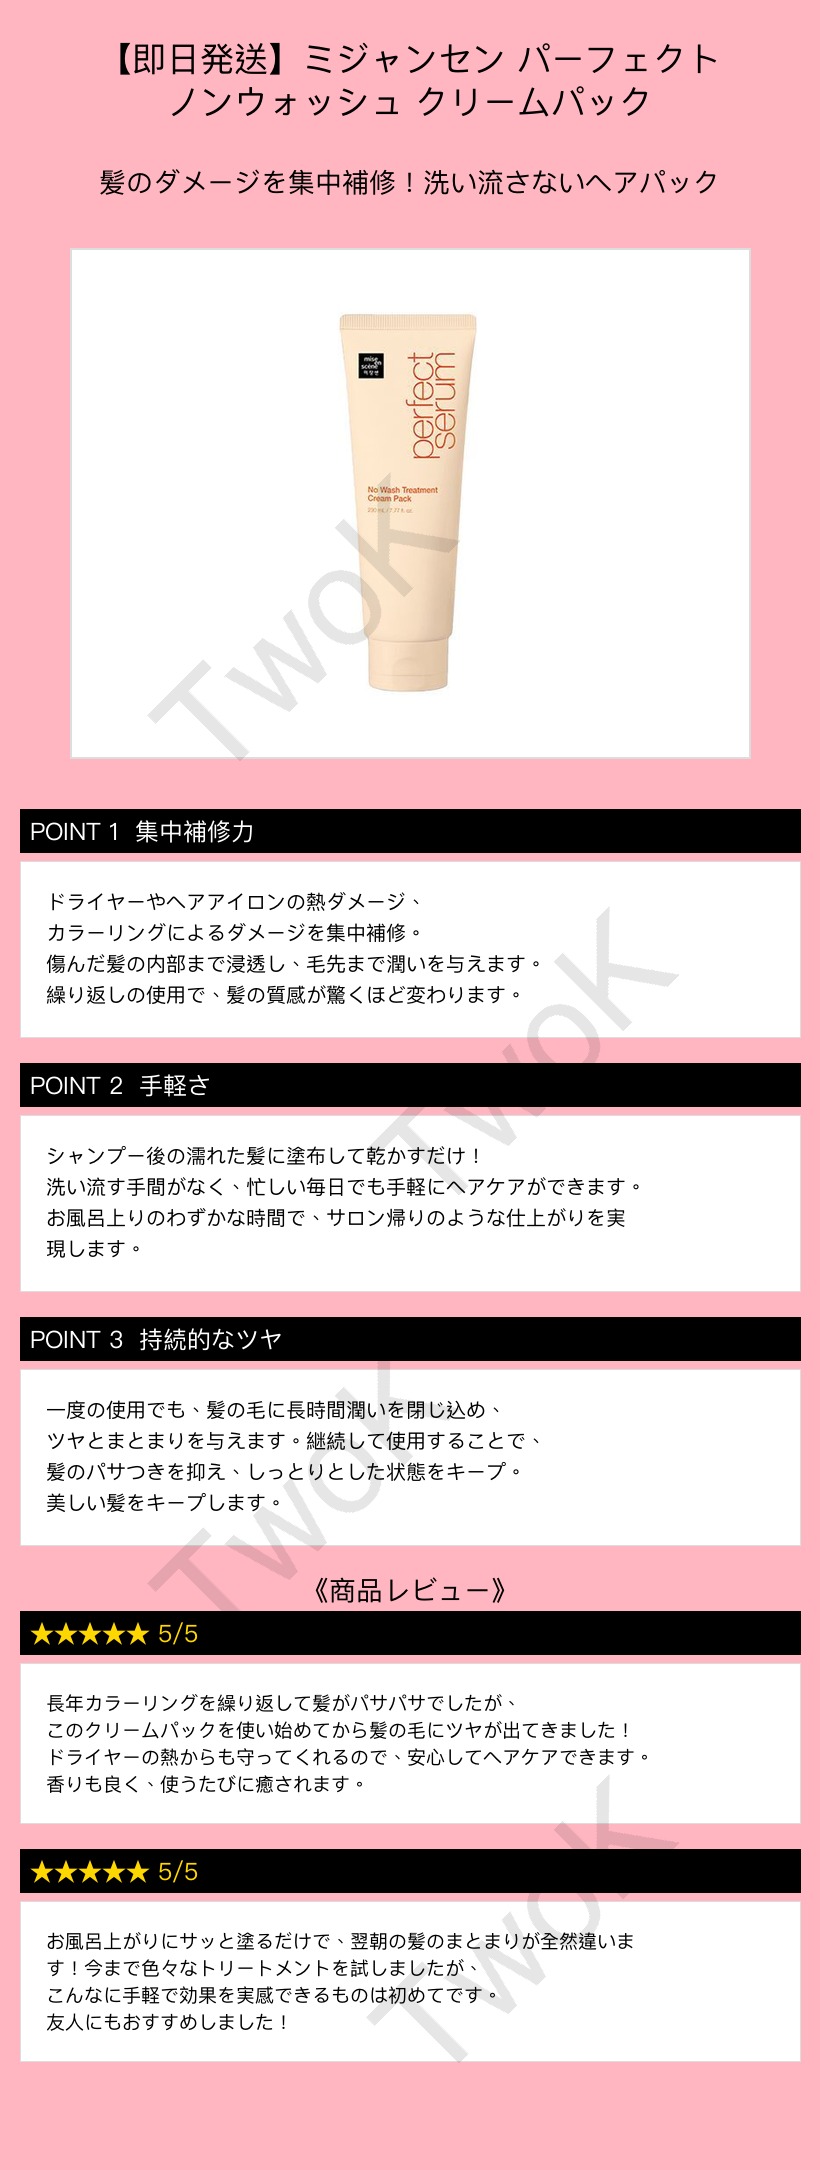 【即日発送】ミジャンセン パーフェクト
ノンウォッシュ クリームパック
髪のダメージを集中補修！洗い流さないヘアパック
mise
en
scène
미쟝센
perfect
serum
No Wash Treatment
Cream Pack
230 mL / 7.77 fl. oz.
TwoK
POINT 1 集中補修力
ドライヤーやヘアアイロンの熱ダメージ、
カラーリングによるダメージを集中補修。
傷んだ髪の内部まで浸透し、毛先まで潤いを与えます。
繰り返しの使用で、髪の質感が驚くほど変わります。
TwoK
POINT 2 手軽さ
シャンプー後の濡れた髪に塗布して乾かすだけ！
洗い流す手間がなく、忙しい毎日でも手軽にヘアケアができます。
お風呂上りのわずかな時間で、サロン帰りのような仕上がりを実
現します。
POINT 3 持続的なツヤ
一度の使用でも、髪の毛に長時間潤いを閉じ込め、
ツヤとまとまりを与えます。継続して使用することで、
髪のパサつきを抑え、しっとりとした状態をキープ。
美しい髪をキープします。
TwoK
《商品レビュー》
★★★★★ 5/5
長年カラーリングを繰り返して髪がパサパサでしたが、
このクリームパックを使い始めてから髪の毛にツヤが出てきました！
ドライヤーの熱からも守ってくれるので、安心してヘアケアできます。
香りも良く、使うたびに癒されます。
★★★★★ 5/5
お風呂上がりにサッと塗るだけで、翌朝の髪のまとまりが全然違いま
す！今まで色々なトリートメントを試しましたが、
こんなに手軽で効果を実感できるものは初めてです。
友人にもおすすめしました！
TwoK